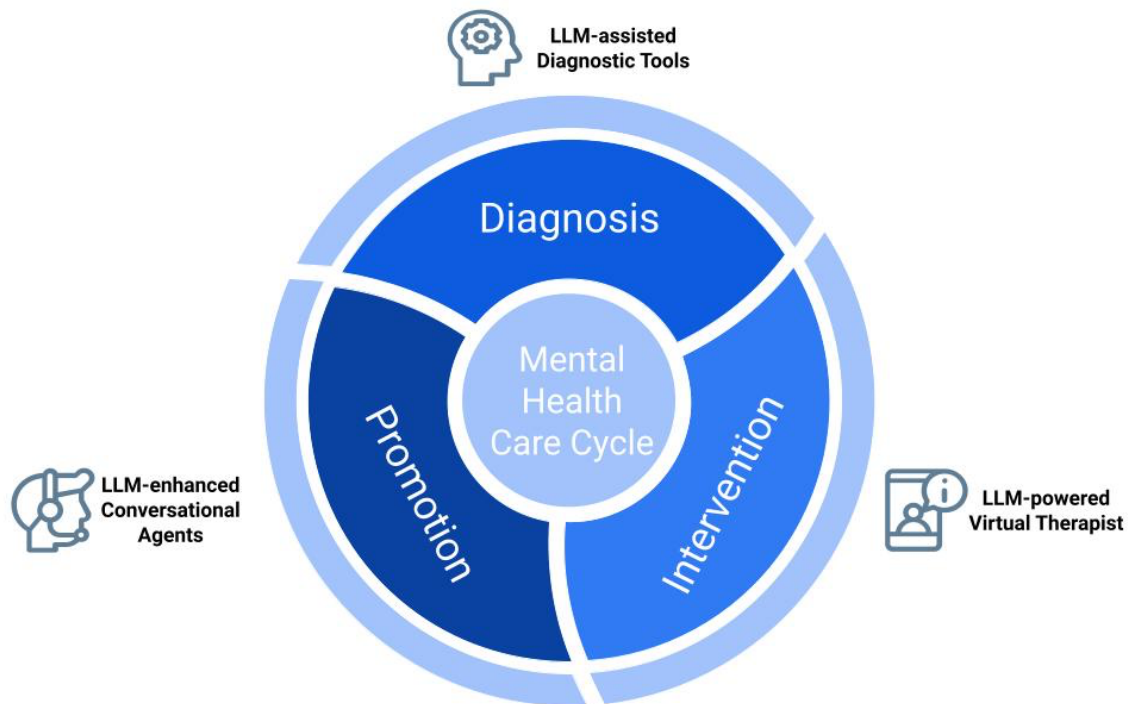 LLM-assisted
Diagnostic Tools
Diagnosis
Mental
Health
Care Cycle
Promotion
Intervention
LLM-enhanced
Conversational
Agents
LLM-powered
Virtual Therapist